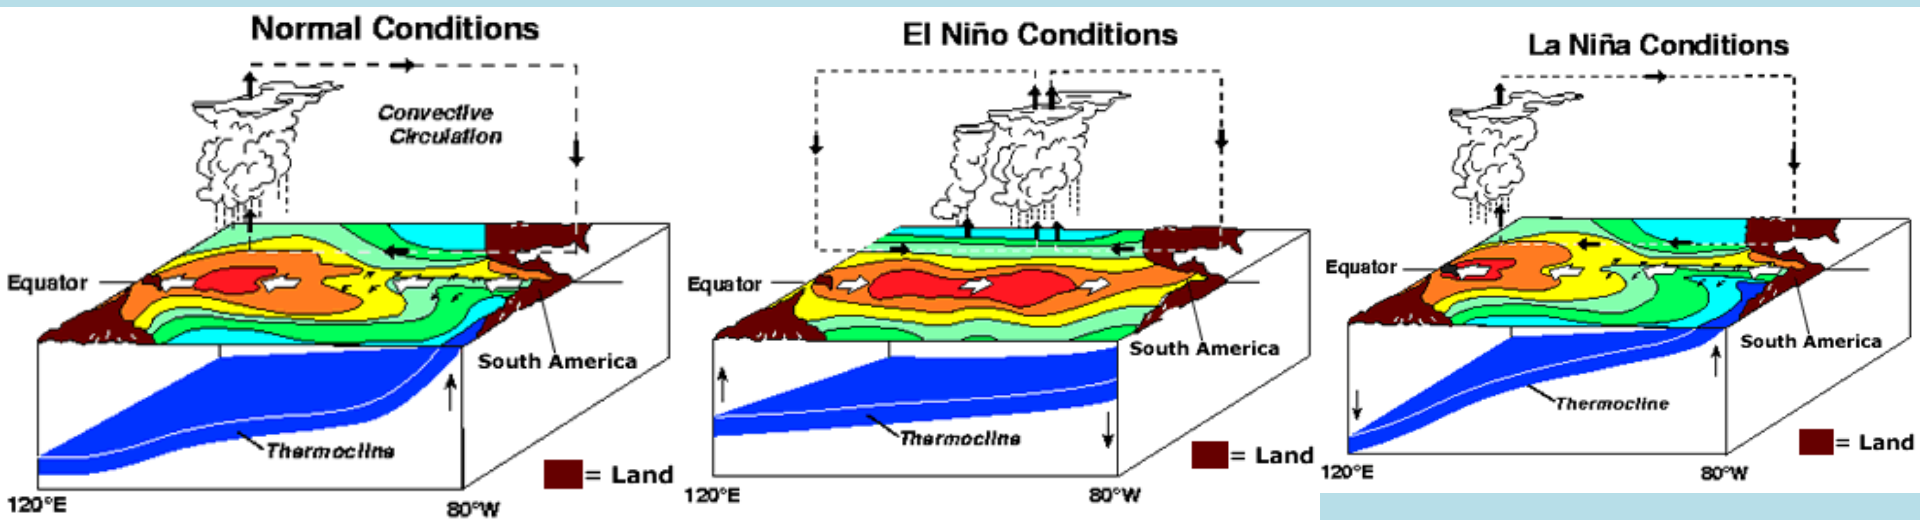 Normal Conditions
Convective
Circulation
Equator
South America
Thermocline
= Land
120°E
80°W
El Niño Conditions
Equator
South America
Thermocline
= Land
120°E
80°W
La Niña Conditions
Equator
South America
Thermocline
= Land
120°E
80°W